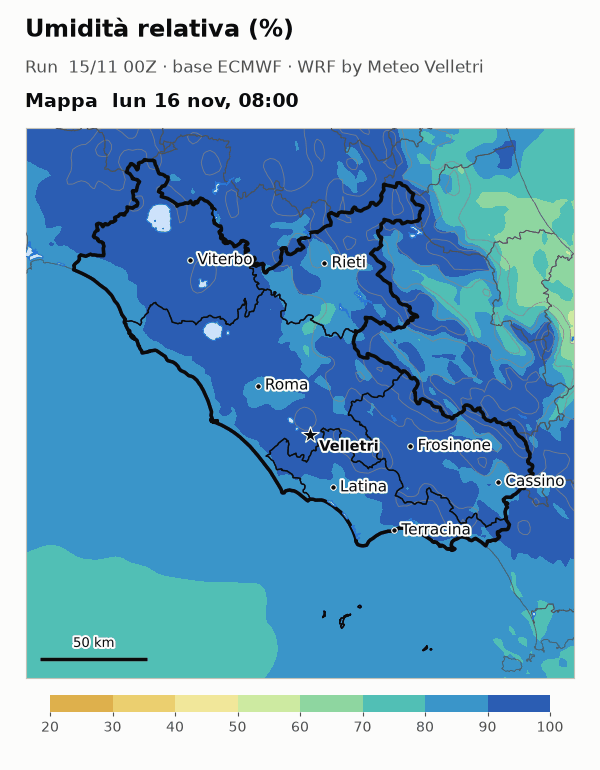 Umidità relativa (%)
Run  15/11 00Z · base ECMWF · WRF by Meteo Velletri
Mappa  lun 16 nov, 08:00
Viterbo
Rieti
Roma
Velletri
Frosinone
Latina
Cassino
Terracina
50 km
20 30 40 50 60 70 80 90 100